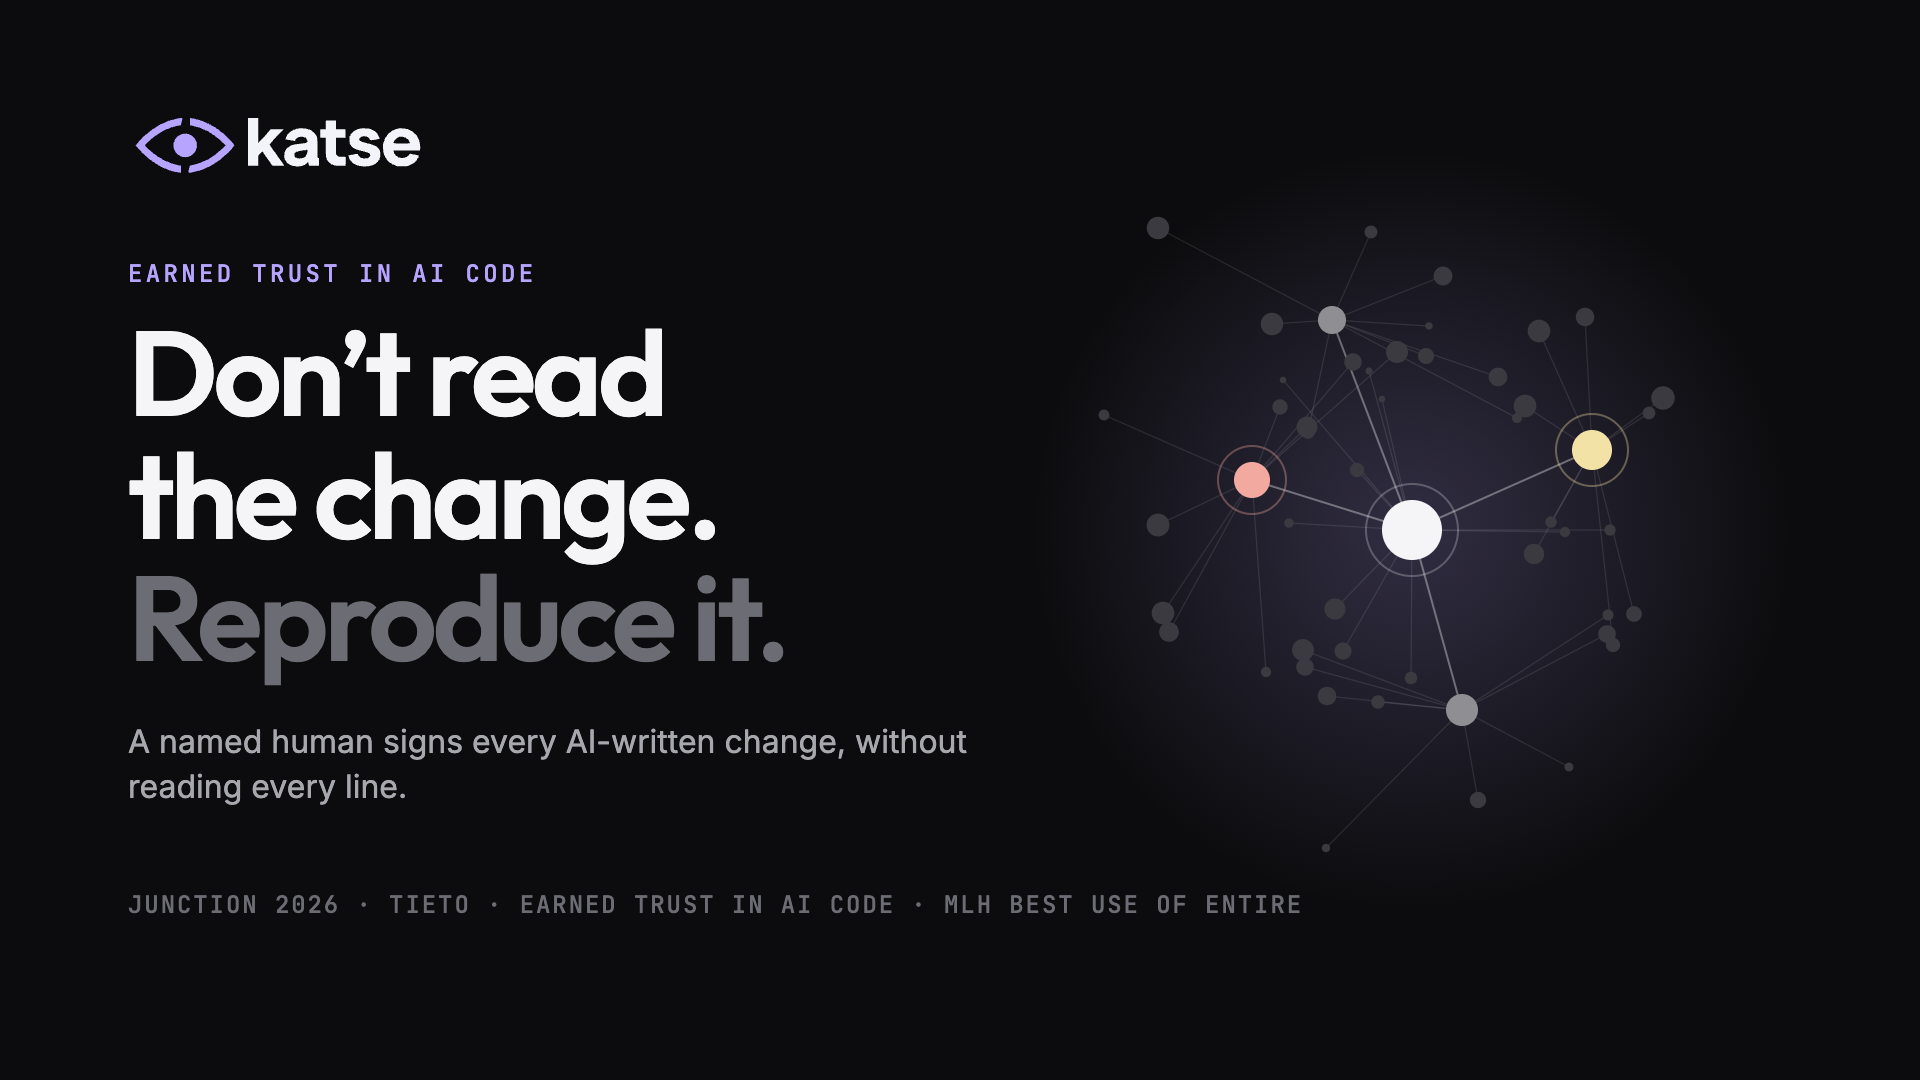 katse
EARNED TRUST IN AI CODE
Don’t read
the change.
Reproduce it.
A named human signs every AI-written change, without
reading every line.
JUNCTION 2026 · TIETO · EARNED TRUST IN AI CODE · MLH BEST USE OF ENTIRE